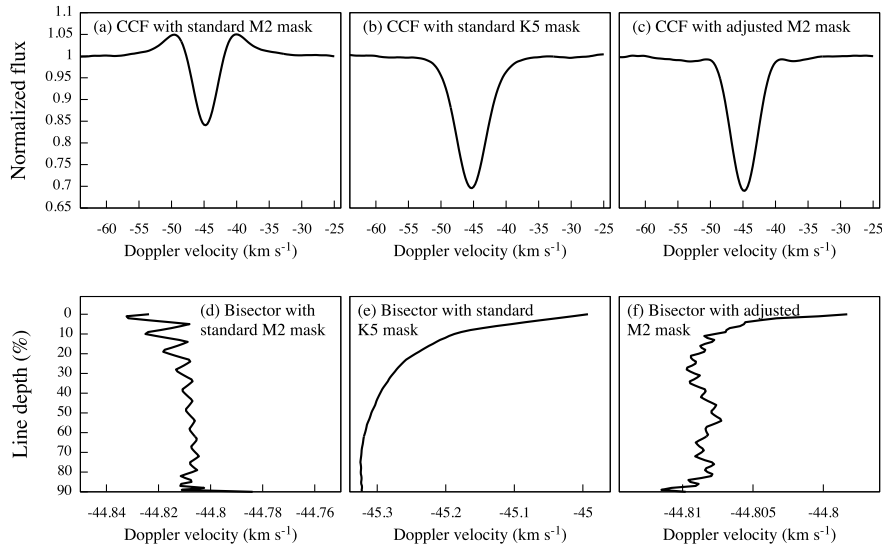 (a) CCF with standard M2 mask
(b) CCF with standard K5 mask
(c) CCF with adjusted M2 mask
Normalized flux
1.1
1.05
1
0.95
0.9
0.85
0.8
0.75
0.7
0.65
-60 -55 -50 -45 -40 -35 -30 -25
-60 -55 -50 -45 -40 -35 -30 -25
-60 -55 -50 -45 -40 -35 -30 -25
Doppler velocity (km s-1)
Doppler velocity (km s-1)
Doppler velocity (km s-1)
(d) Bisector with
standard M2 mask
(e) Bisector with standard
K5 mask
(f) Bisector with adjusted
M2 mask
Line depth (%)
0
10
20
30
40
50
60
70
80
90
-44.84 -44.82 -44.8 -44.78 -44.76
-45.3 -45.2 -45.1 -45
-44.81 -44.805 -44.8
Doppler velocity (km s-1)
Doppler velocity (km s-1)
Doppler velocity (km s-1)